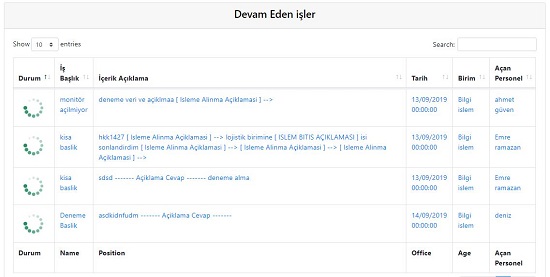 Devam Eden işler
Show 10 entries Search:
Durum İş Başlık İçerik Açıklama Tarih Birim Açan Personel
monitör açilmiyor deneme veri ve açiklmaa [ Isleme Alinma Açıklaması ] --> 13/09/2019 00:00:00 Bilgi islem ahmet güven
kisa baslik hkk1427 [ Isleme Alinma Açıklaması ] --> lojistik birimine [ ISLEM BITIS AÇIKLAMASI ] isi
sonlandirdim [ Isleme Alinma Açıklaması ] --> [ Isleme Alinma Açıklaması ] --> [ Isleme Alinma
Açıklaması ] --> 13/09/2019 00:00:00 Bilgi islem Emre ramazan
kisa baslik sdsd ------- Açıklama Cevap ------- deneme alma 13/09/2019 00:00:00 Bilgi islem Emre ramazan
Deneme Baslik asdkidnfudm ------- Açıklama Cevap ------- 14/09/2019 00:00:00 Bilgi islem deniz
Durum Name Position Office Age Açan Personel